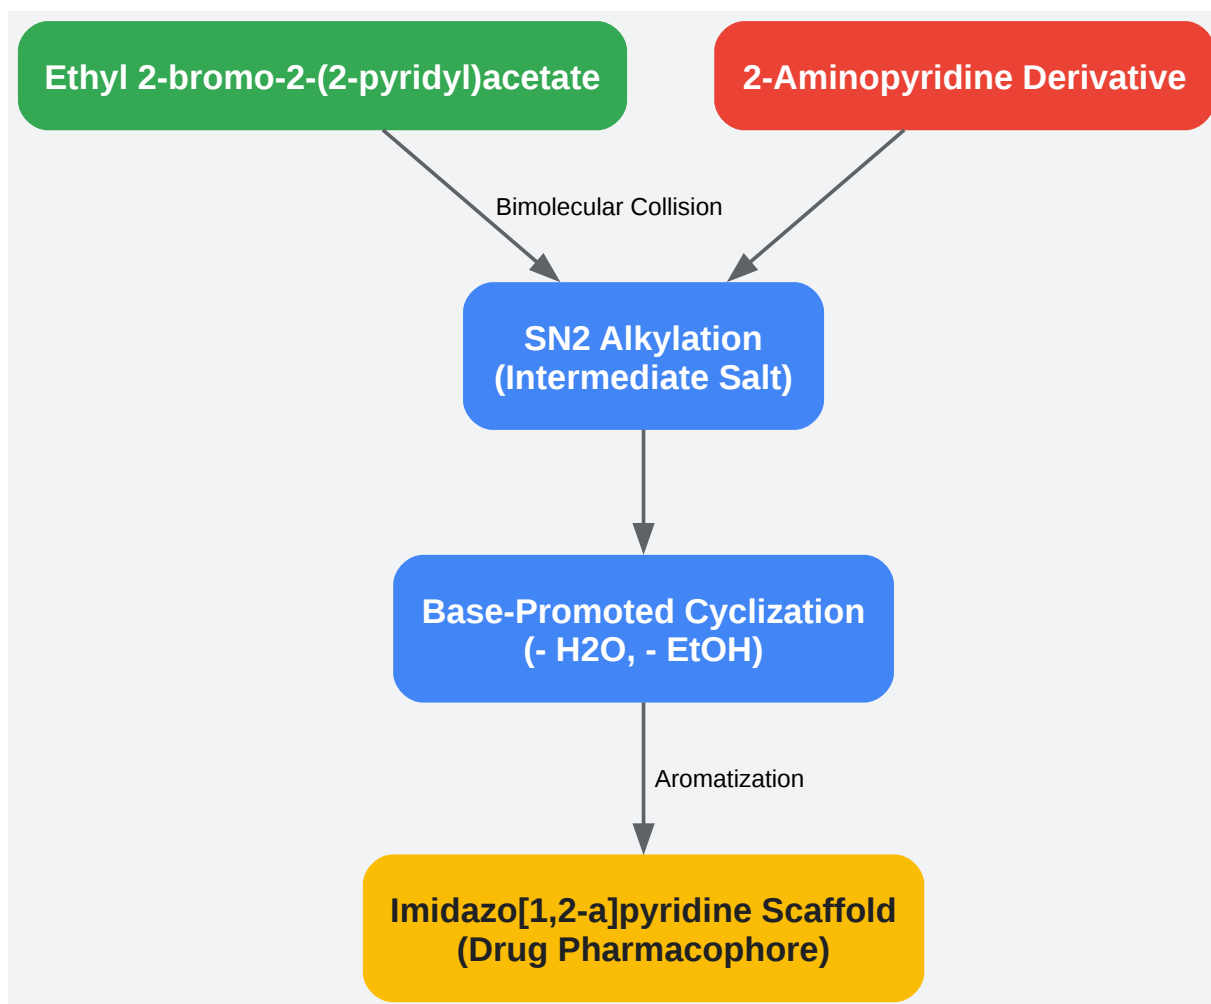 Ethyl 2-bromo-2-(2-pyridyl)acetate
2-Aminopyridine Derivative
Bimolecular Collision
SN2 Alkylation
(Intermediate Salt)
Base-Promoted Cyclization
(- H2O, - EtOH)
Aromatization
Imidazo[1,2-a]pyridine Scaffold
(Drug Pharmacophore)